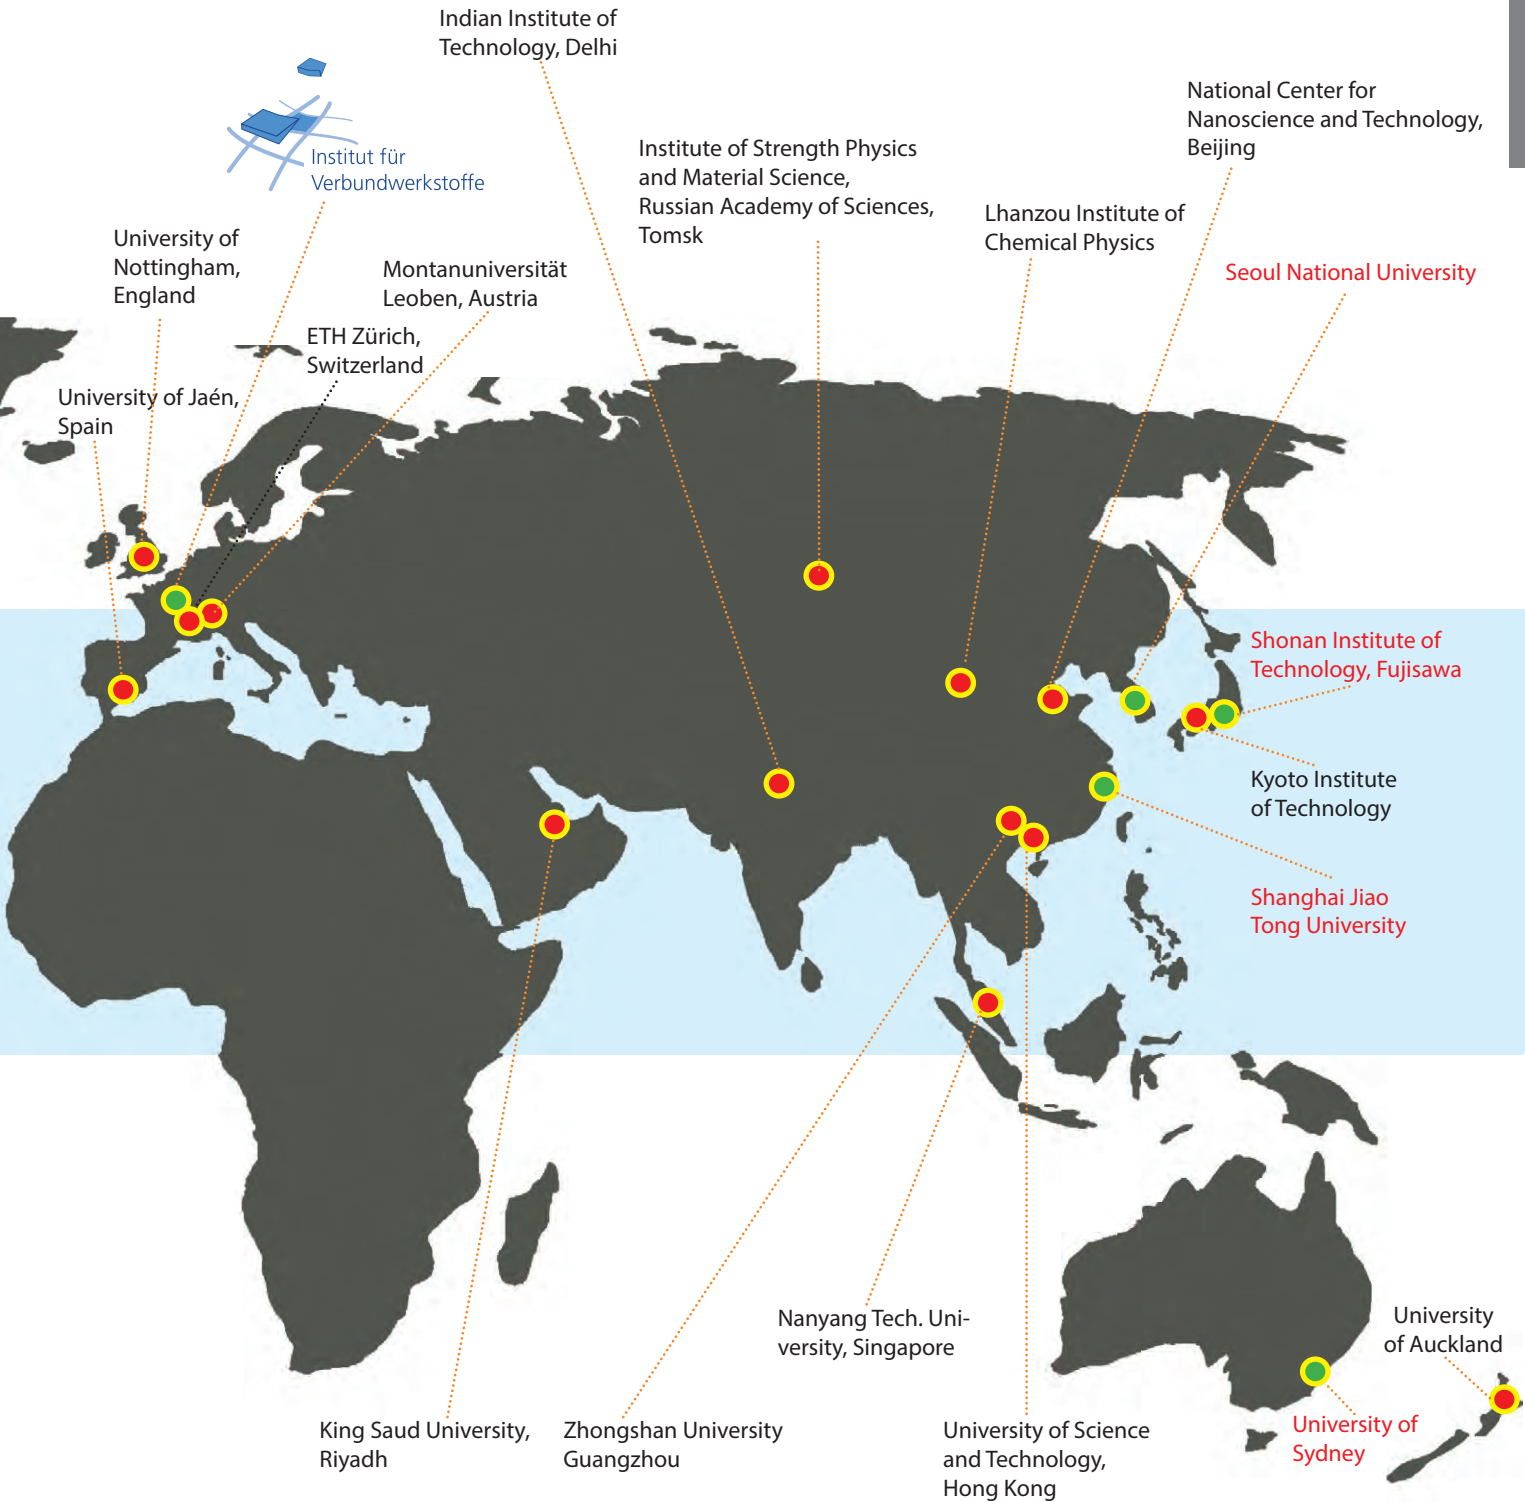 Indian Institute of
Technology, Delhi
National Center for
Nanoscience and Technology,
Beijing
Institut für
Verbundwerkstoffe
Institute of Strength Physics
and Material Science,
Russian Academy of Sciences,
Tomsk
Lhanzou Institute of
Chemical Physics
University of
Nottingham,
England
Montanuniversität
Leoben, Austria
Seoul National University
ETH Zürich,
Switzerland
University of Jaén,
Spain
Shonan Institute of
Technology, Fujisawa
Kyoto Institute
of Technology
Shanghai Jiao
Tong University
Nanyang Tech. Uni-
versity, Singapore
University
of Auckland
King Saud University,
Riyadh
Zhongshan University
Guangzhou
University of Science
and Technology,
Hong Kong
University of
Sydney